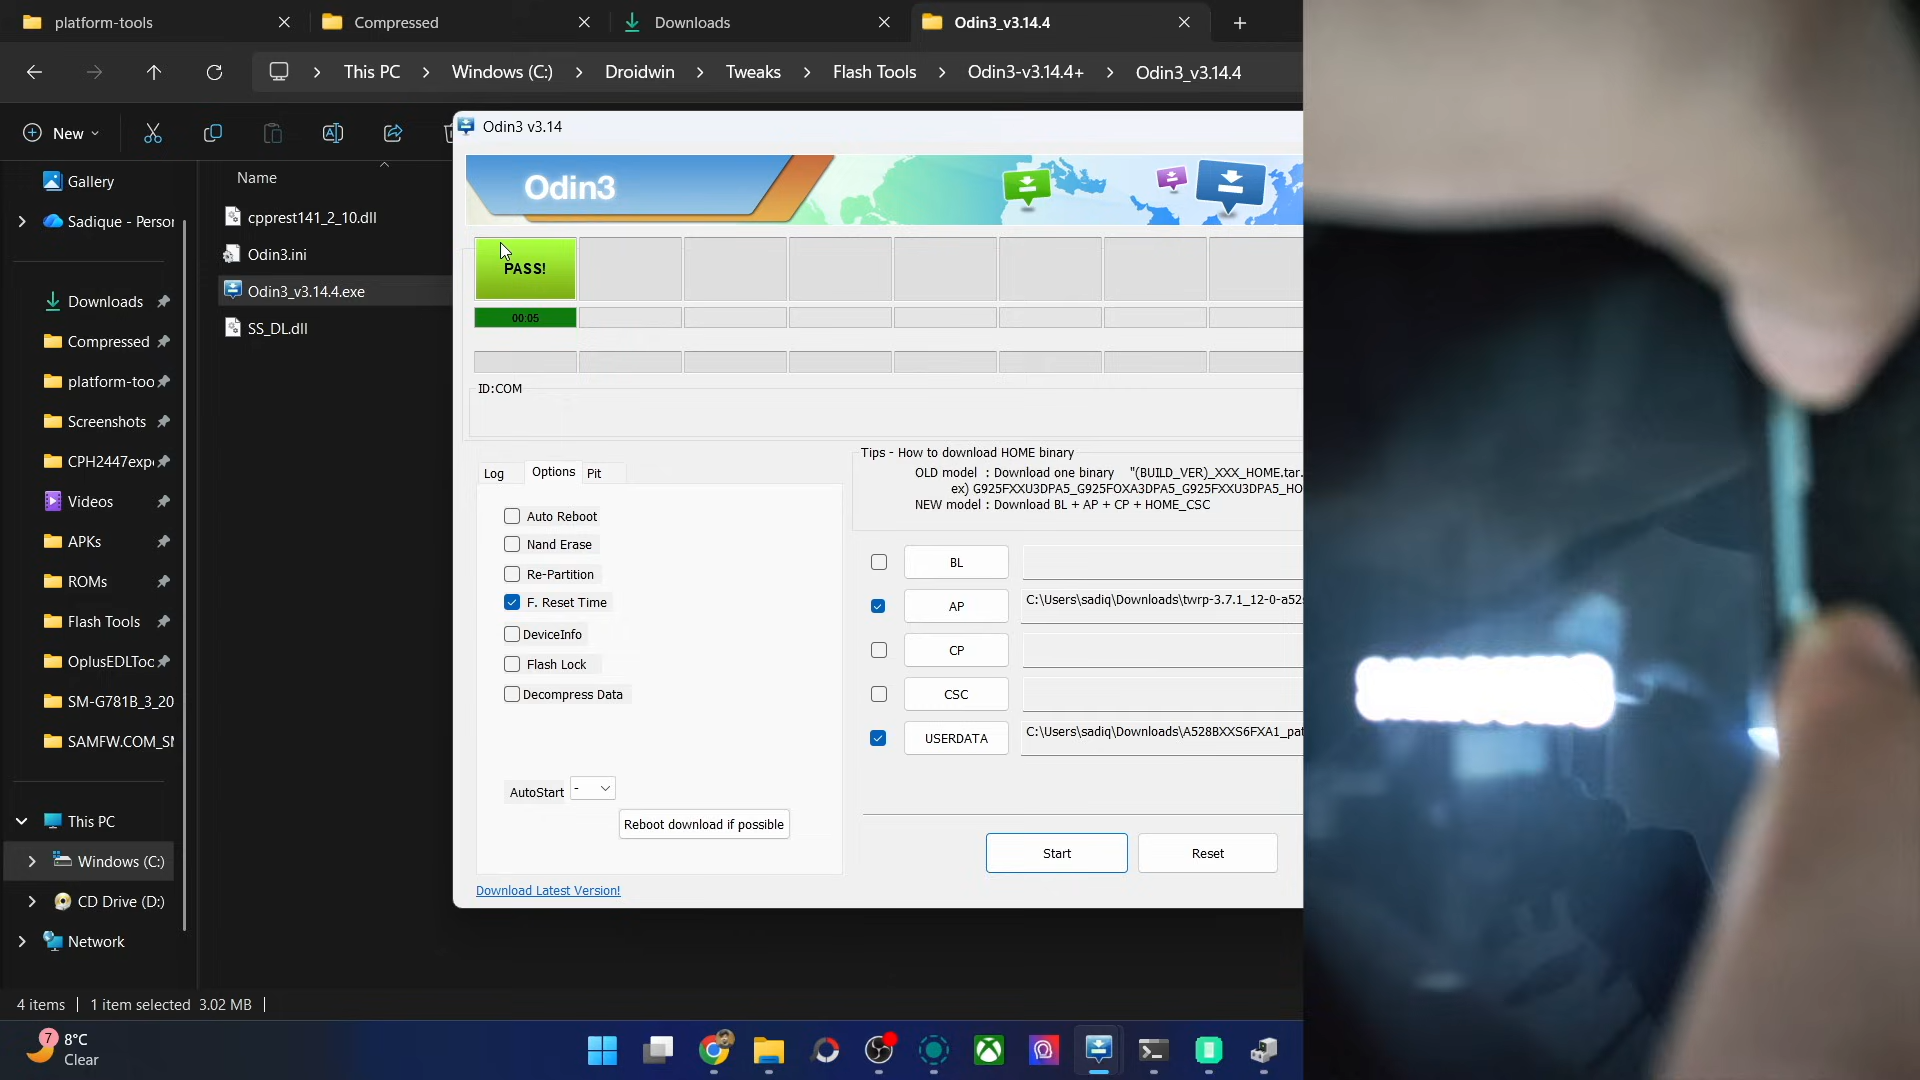 platform-tools
Compressed
Downloads
Odin3_v3.14.4
This PC
Windows (C:)
Droidwin
Tweaks
Flash Tools
Odin3-v3.14.4+
Odin3_v3.14.4
New
Odin3 v3.14
Gallery
Sadique - Persor
Downloads
Compressed
platform-too
Screenshots
CPH2447exp
Videos
APKs
ROMs
Flash Tools
OplusEDLToo
SM-G781B_3_20
SAMFW.COM_SM
This PC
Windows (C:)
CD Drive (D:)
Network
Name
cpprest141_2_10.dll
Odin3.ini
Odin3_v3.14.4.exe
SS_DL.dll
Odin3
PASS!
00:05
ID:COM
Log
Options
Pit
Auto Reboot
Nand Erase
Re-Partition
F. Reset Time
DeviceInfo
Flash Lock
Decompress Data
AutoStart
-
Reboot download if possible
Download Latest Version!
Tips - How to download HOME binary
OLD model : Download one binary "(BUILD_VER)_XXX_HOME.tar.
ex) G925FXXU3DPA5_G925FOXA3DPA5_G925FXXU3DPA5_HO
NEW model : Download BL + AP + CP + HOME_CSC
BL
AP
C:\Users\sadiq\Downloads\twrp-3.7.1_12-0-a52s
CP
CSC
USERDATA
C:\Users\sadiq\Downloads\A528BXXS6FXA1_pat
Start
Reset
4 items
1 item selected 3.02 MB
7
8°C
Clear